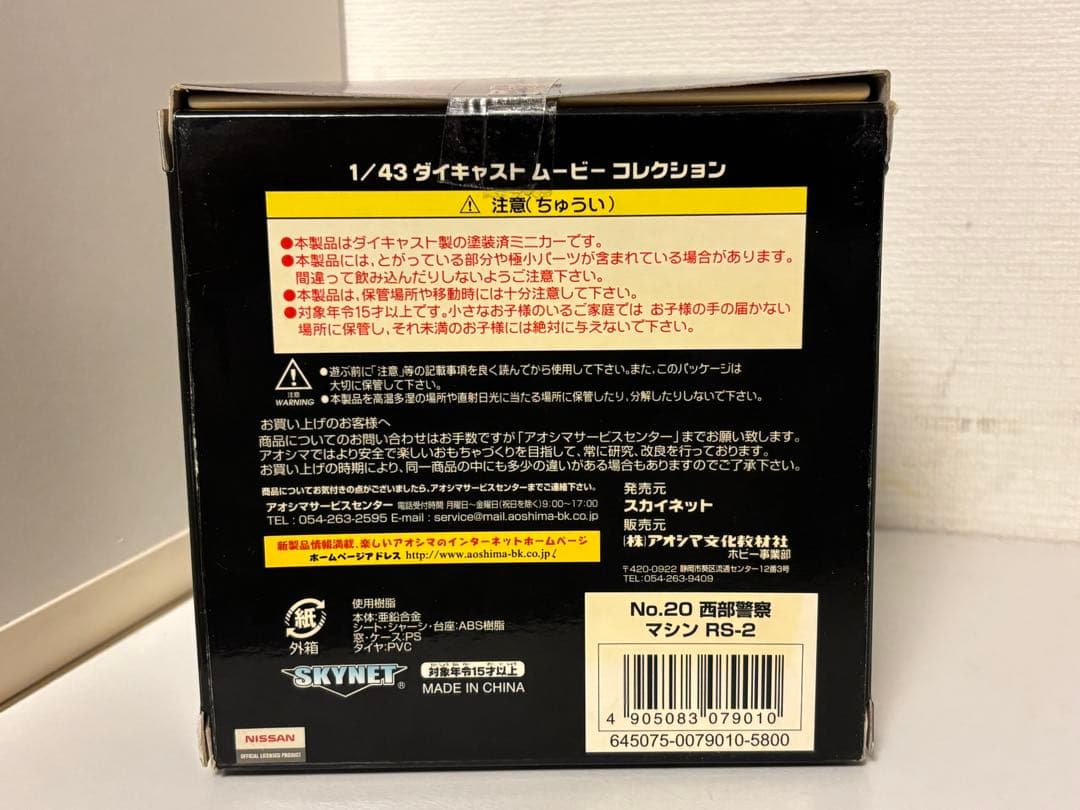 1/43 ダイキャスト ムービー コレクション
注意(ちゅうい)
●本製品はダイキャスト製の塗装済ミニカーです。
●本製品には、とがっている部分や極小パーツが含まれている場合があります。
間違って飲み込んだりしないようご注意下さい。
●本製品は、保管場所や移動時には十分注意して下さい。
●対象年令15才以上です。小さなお子様のいるご家庭では お子様の手の届かない
場所に保管し、それ未満のお子様には絶対に与えないで下さい。
注意
WARNING
●遊ぶ前に「注意」等の記載事項を良く読んでから使用して下さい。また、このパッケージは
大切に保管して下さい。
●本製品を高温多湿の場所や直射日光に当たる場所に保管したり、分解したりしないで下さい。
お買い上げのお客様へ
商品についてのお問い合わせはお手数ですが「アオシマサービスセンター」までお願い致します。
アオシマではより安全で楽しいおもちゃづくりを目指して、常に研究、改良を行っております。
お買い上げの時期により、同一商品の中にも多少の違いがある場合もありますのでご了承下さい。
商品についてお気付きの点がございましたら、アオシマサービスセンターまでご連絡下さい。
アオシマサービスセンター 電話受付時間 月曜日~金曜日(祝日を除く)9:00~17:00
TEL : 054-263-2595 E-mail : service@mail.aoshima-bk.co.jp
新製品情報満載、楽しいアオシマのインターネットホームページ
ホームページアドレス http://www.aoshima-bk.co.jp/
発売元
スカイネット
販売元
(株)アオシマ文化教材社
ホビー事業部
〒420-0922 静岡市葵区流通センター12番3号
TEL:054-263-9409
紙
外箱
使用樹脂
本体:亜鉛合金
シート・シャーシ・台座:ABS樹脂
窓・ケース:PS
タイヤ:PVC
SKYNET®
対象年令15才以上
MADE IN CHINA
No.20 西部警察
マシン RS-2
4 905083 079010
645075-0079010-5800
NISSAN
OFFICIAL LICENSED PRODUCT